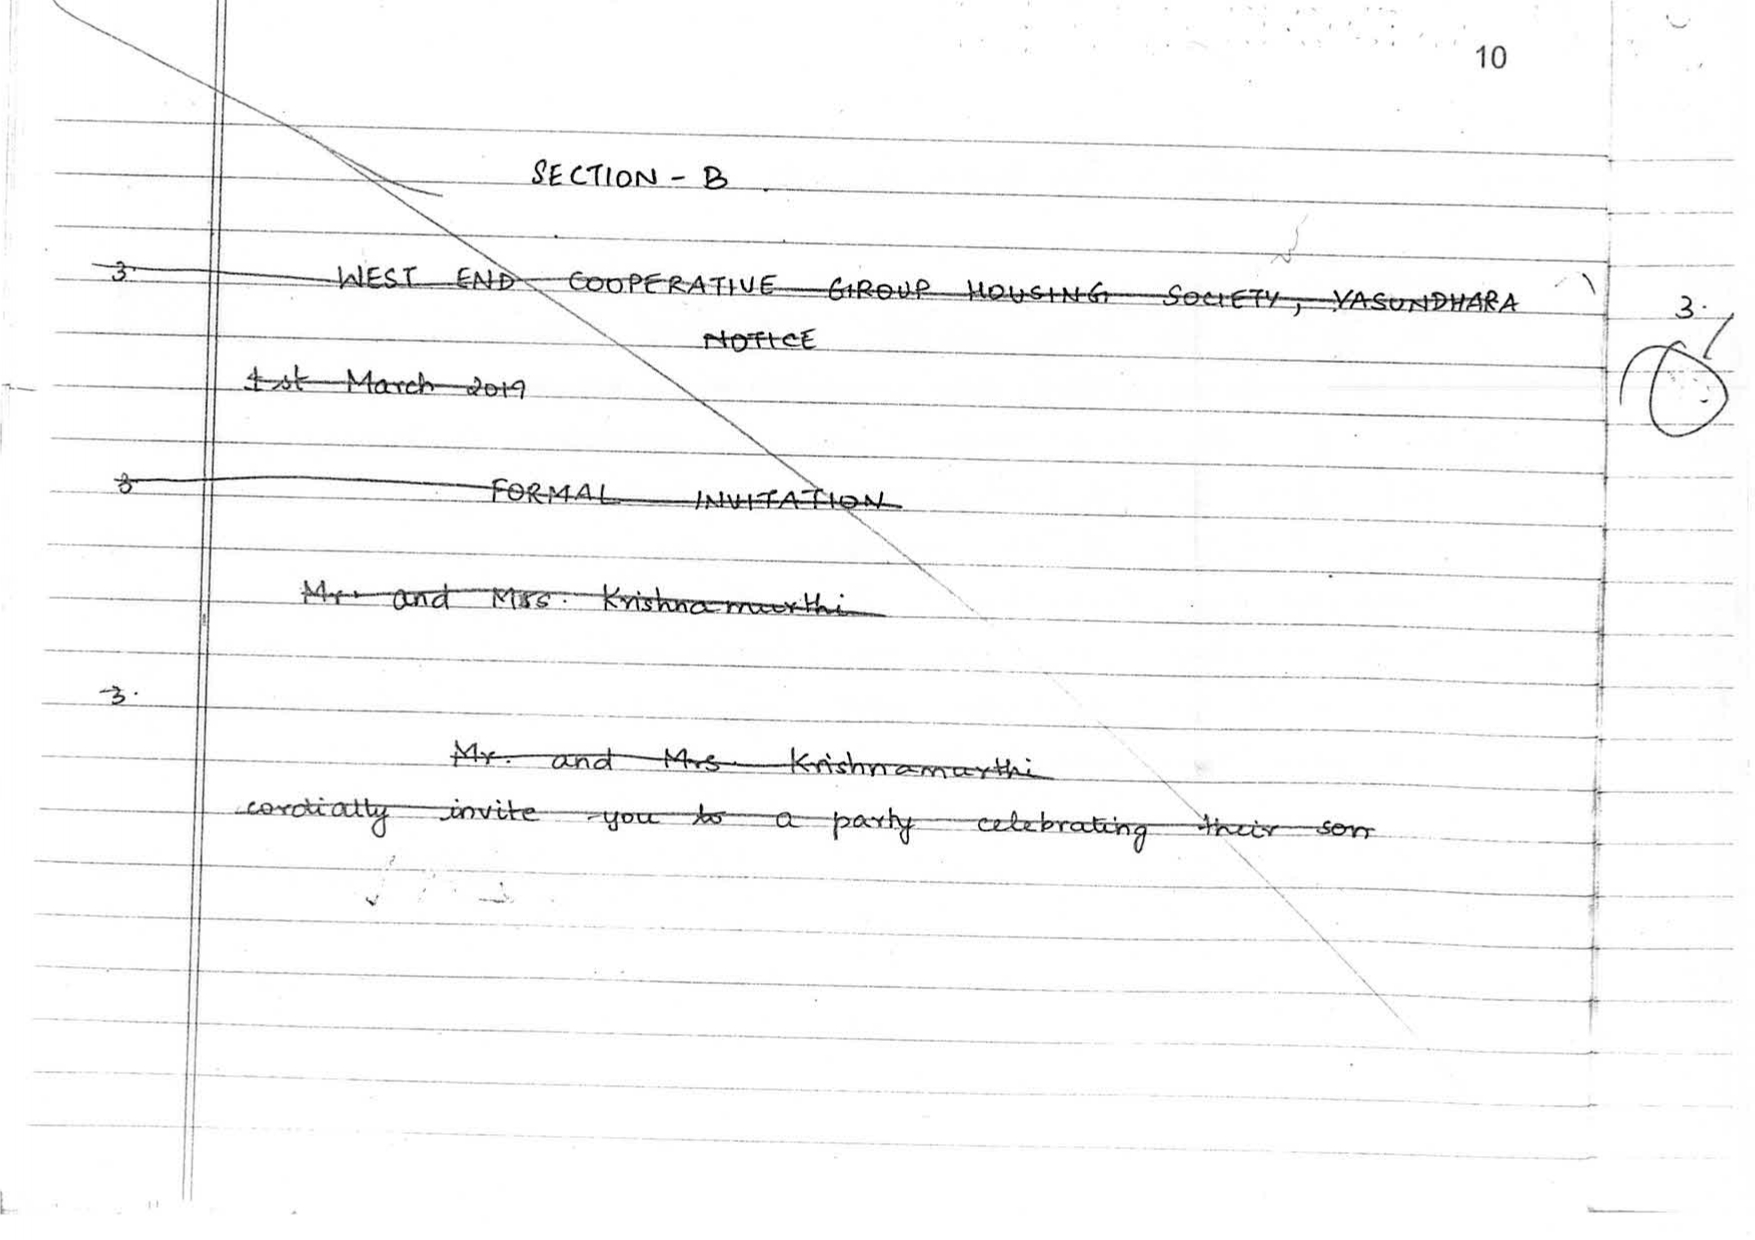 10
SECTION - B
3. WEST END COOPERATIVE GROUP HOUSING SOCIETY, VASUNDHARA 3.
NOTICE
1st March 2019
3 FORMAL INVITATION
Mr. and Mrs. Krishnamurthi
3.
Mr. and Mrs Krishnamurthi
cordially invite you to a party celebrating their son